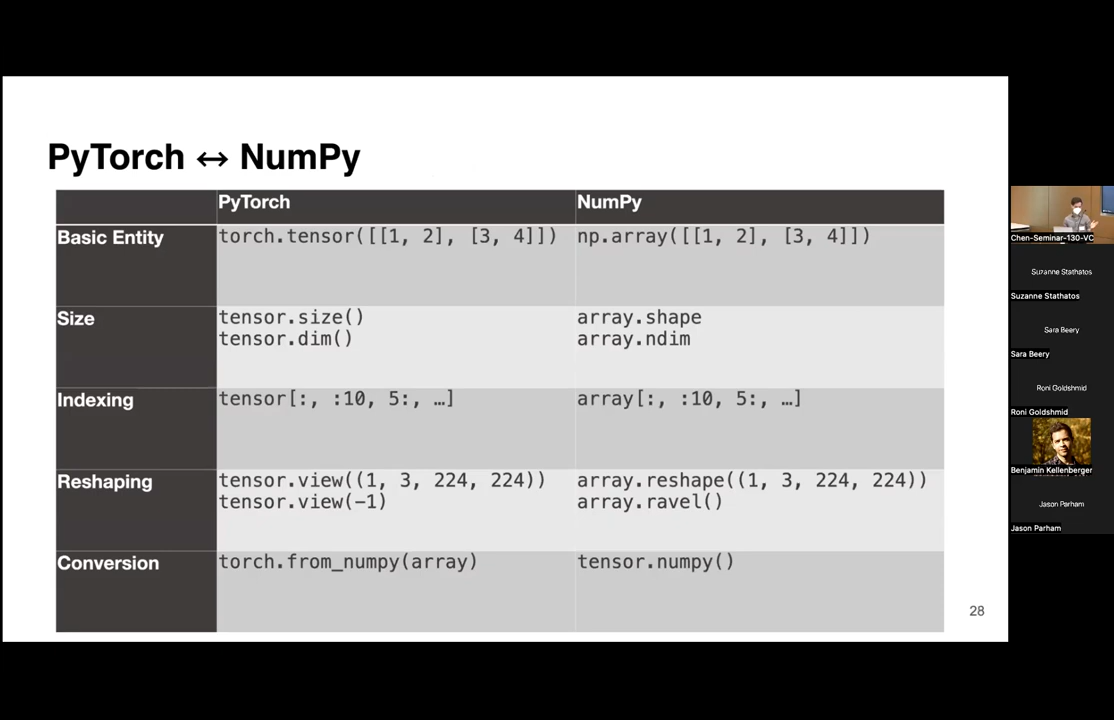 PyTorch ↔ NumPy
PyTorch NumPy
Basic Entity torch.tensor([[1, 2], [3, 4]]) np.array([[1, 2], [3, 4]])
Size tensor.size() array.shape
tensor.dim() array.ndim
Indexing tensor[:, :10, 5:, …] array[:, :10, 5:, …]
Reshaping tensor.view((1, 3, 224, 224)) array.reshape((1, 3, 224, 224))
tensor.view(-1) array.ravel()
Conversion torch.from_numpy(array) tensor.numpy()
28
Chen-Seminar-130-VC
Suzanne Stathatos
Suzanne Stathatos
Sara Beery
Sara Beery
Roni Goldshmid
Roni Goldshmid
Benjamin Kellenberger
Jason Parham
Jason Parham